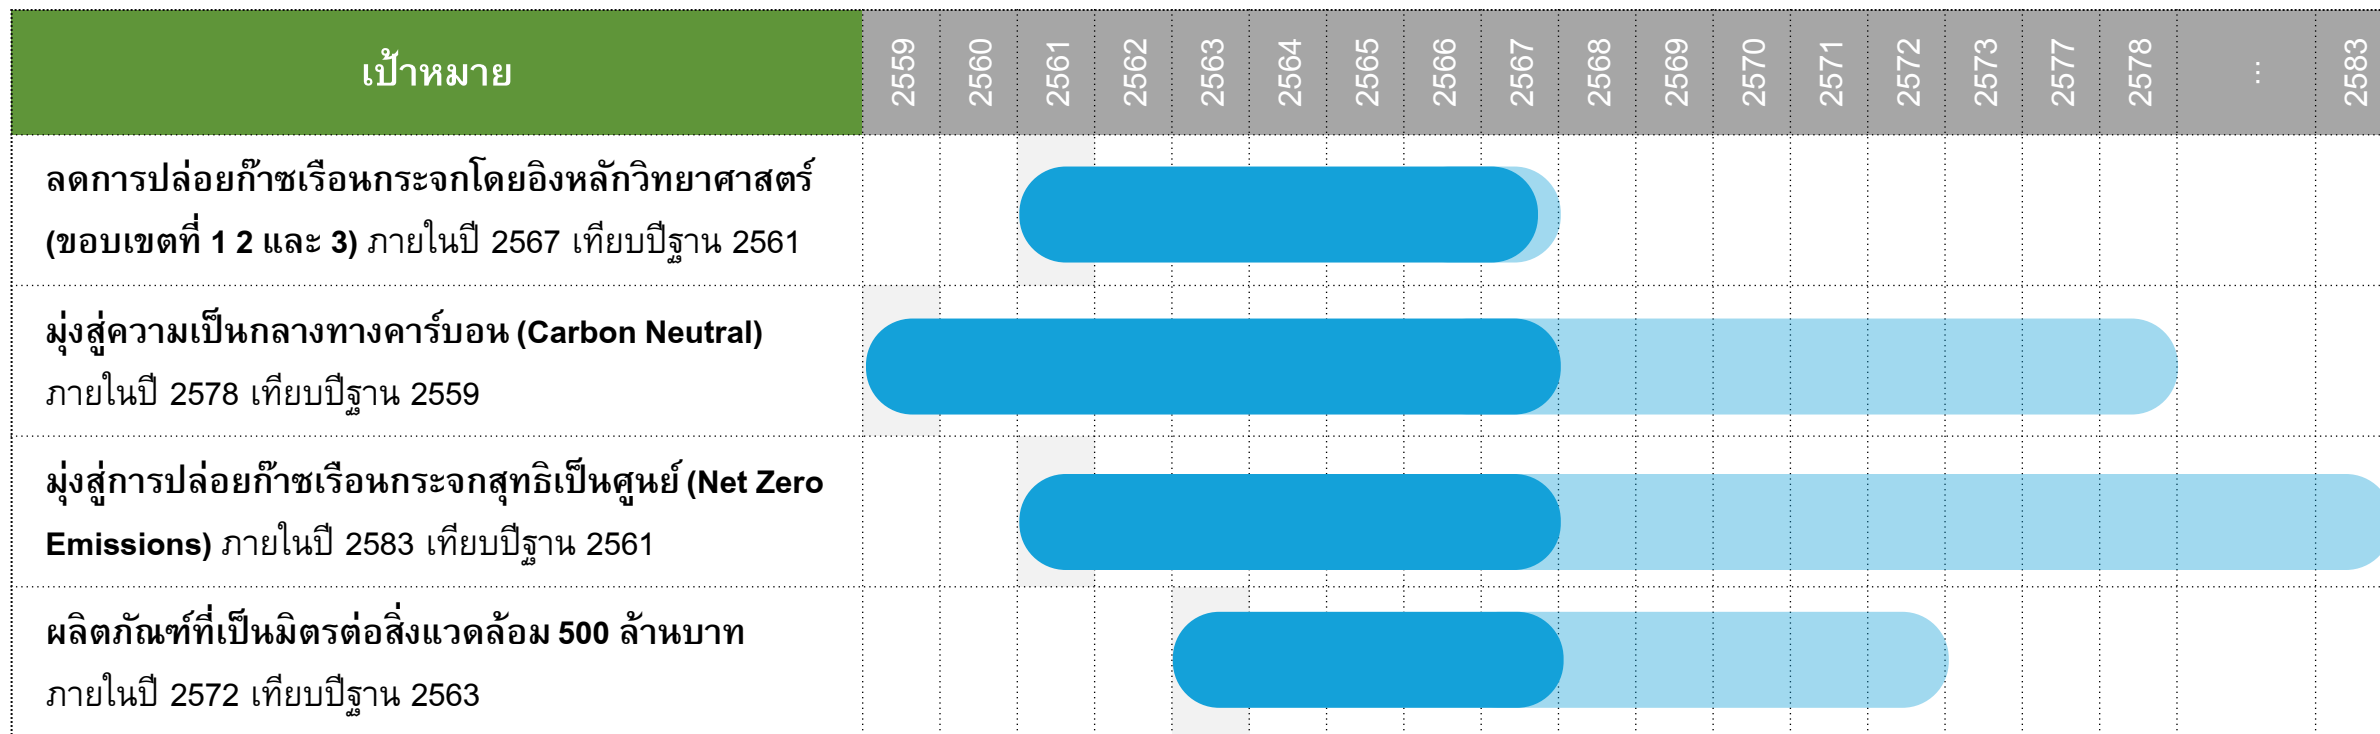 เป้าหมาย 2559 2560 2561 2562 2563 2564 2565 2566 2567 2568 2569 2570 2571 2572 2573 2577 2578 ... 2583
ลดการปล่อยก๊าซเรือนกระจกโดยอิงหลักวิทยาศาสตร์
(ขอบเขตที่ 1 2 และ 3) ภายในปี 2567 เทียบปีฐาน 2561
มุ่งสู่ความเป็นกลางทางคาร์บอน (Carbon Neutral)
ภายในปี 2578 เทียบปีฐาน 2559
มุ่งสู่การปล่อยก๊าซเรือนกระจกสุทธิเป็นศูนย์ (Net Zero
Emissions) ภายในปี 2583 เทียบปีฐาน 2561
ผลิตภัณฑ์ที่เป็นมิตรต่อสิ่งแวดล้อม 500 ล้านบาท
ภายในปี 2572 เทียบปีฐาน 2563